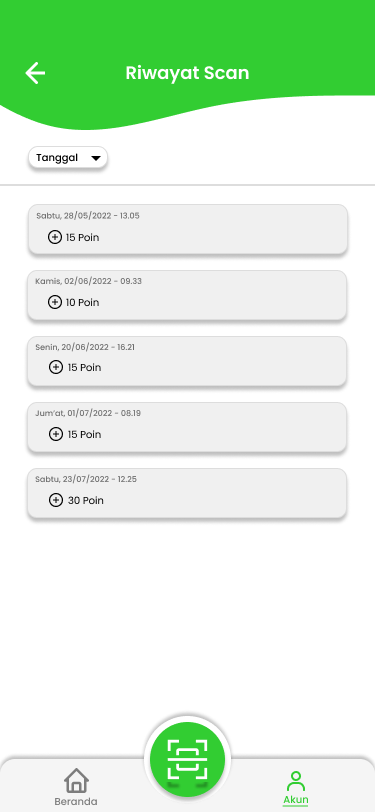 Riwayat Scan
Tanggal
Sabtu, 28/05/2022 - 13.05
15 Poin
Kamis, 02/06/2022 - 09.33
10 Poin
Senin, 20/06/2022 - 16.21
15 Poin
Jum'at, 01/07/2022 - 08.19
15 Poin
Sabtu, 23/07/2022 - 12.25
30 Poin
Beranda
Akun